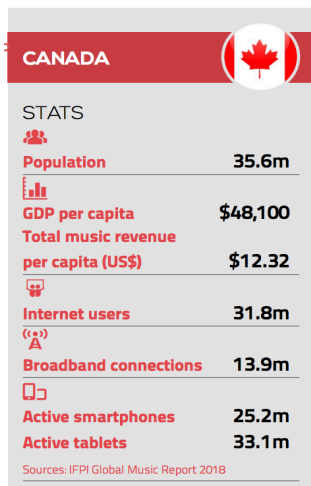 CANADA
STATS
Population 35.6m
GDP per capita $48,100
Total music revenue
per capita (US$) $12.32
Internet users 31.8m
Broadband connections 13.9m
Active smartphones 25.2m
Active tablets 33.1m
Sources: IFPI Global Music Report 2018